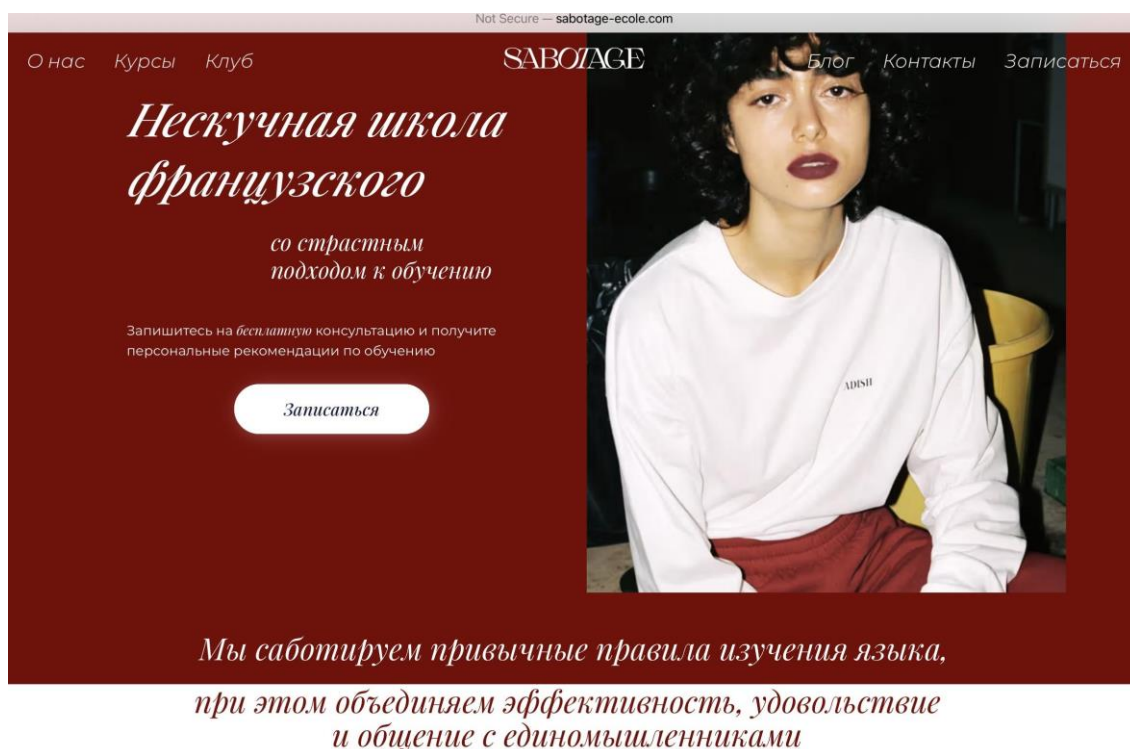 Not Secure — sabotage-ecole.com
О нас Курсы Клуб SABOTAGE Блог Контакты Записаться
Нескучная школа
французского
со страстным
подходом к обучению
Запишитесь на бесплатную консультацию и получите
персональные рекомендации по обучению
Записаться
ADISH
Мы саботируем привычные правила изучения языка,
при этом объединяем эффективность, удовольствие
и общение с единомышленниками